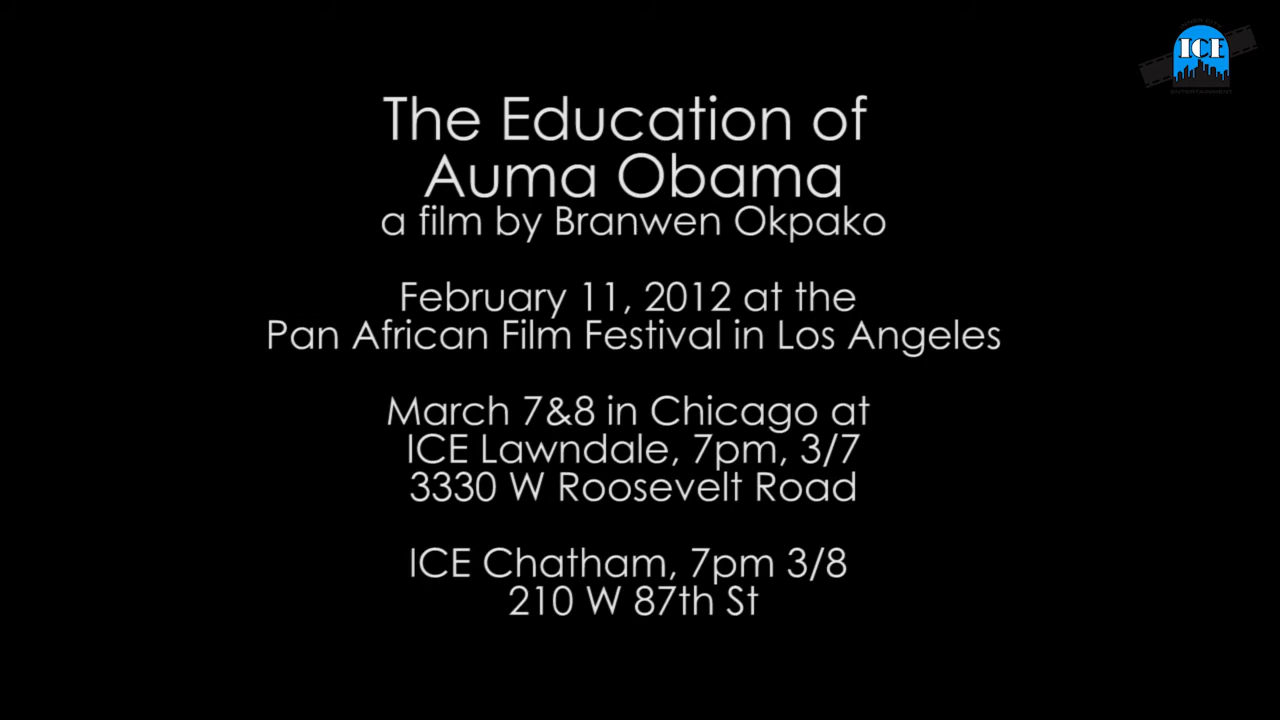 ICE
ENTERTAINMENT
The Education of
Auma Obama
a film by Branwen Okpako
February 11, 2012 at the
Pan African Film Festival in Los Angeles
March 7&8 in Chicago at
ICE Lawndale, 7pm, 3/7
3330 W Roosevelt Road
ICE Chatham, 7pm 3/8
210 W 87th St